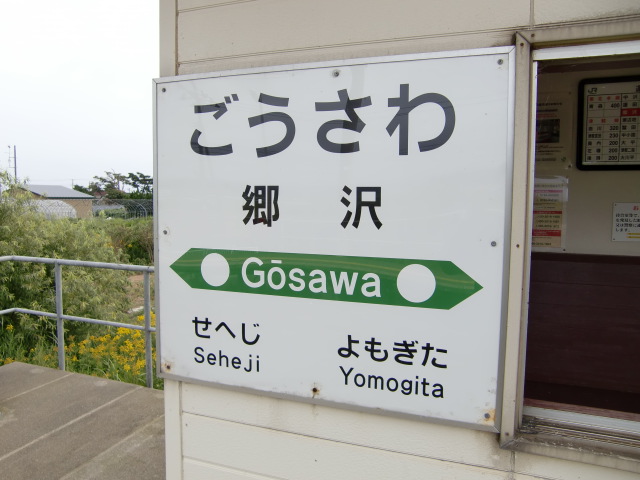 ごうさわ
郷沢
Gōsawa
せへじ よもぎた
Seheji Yomogita